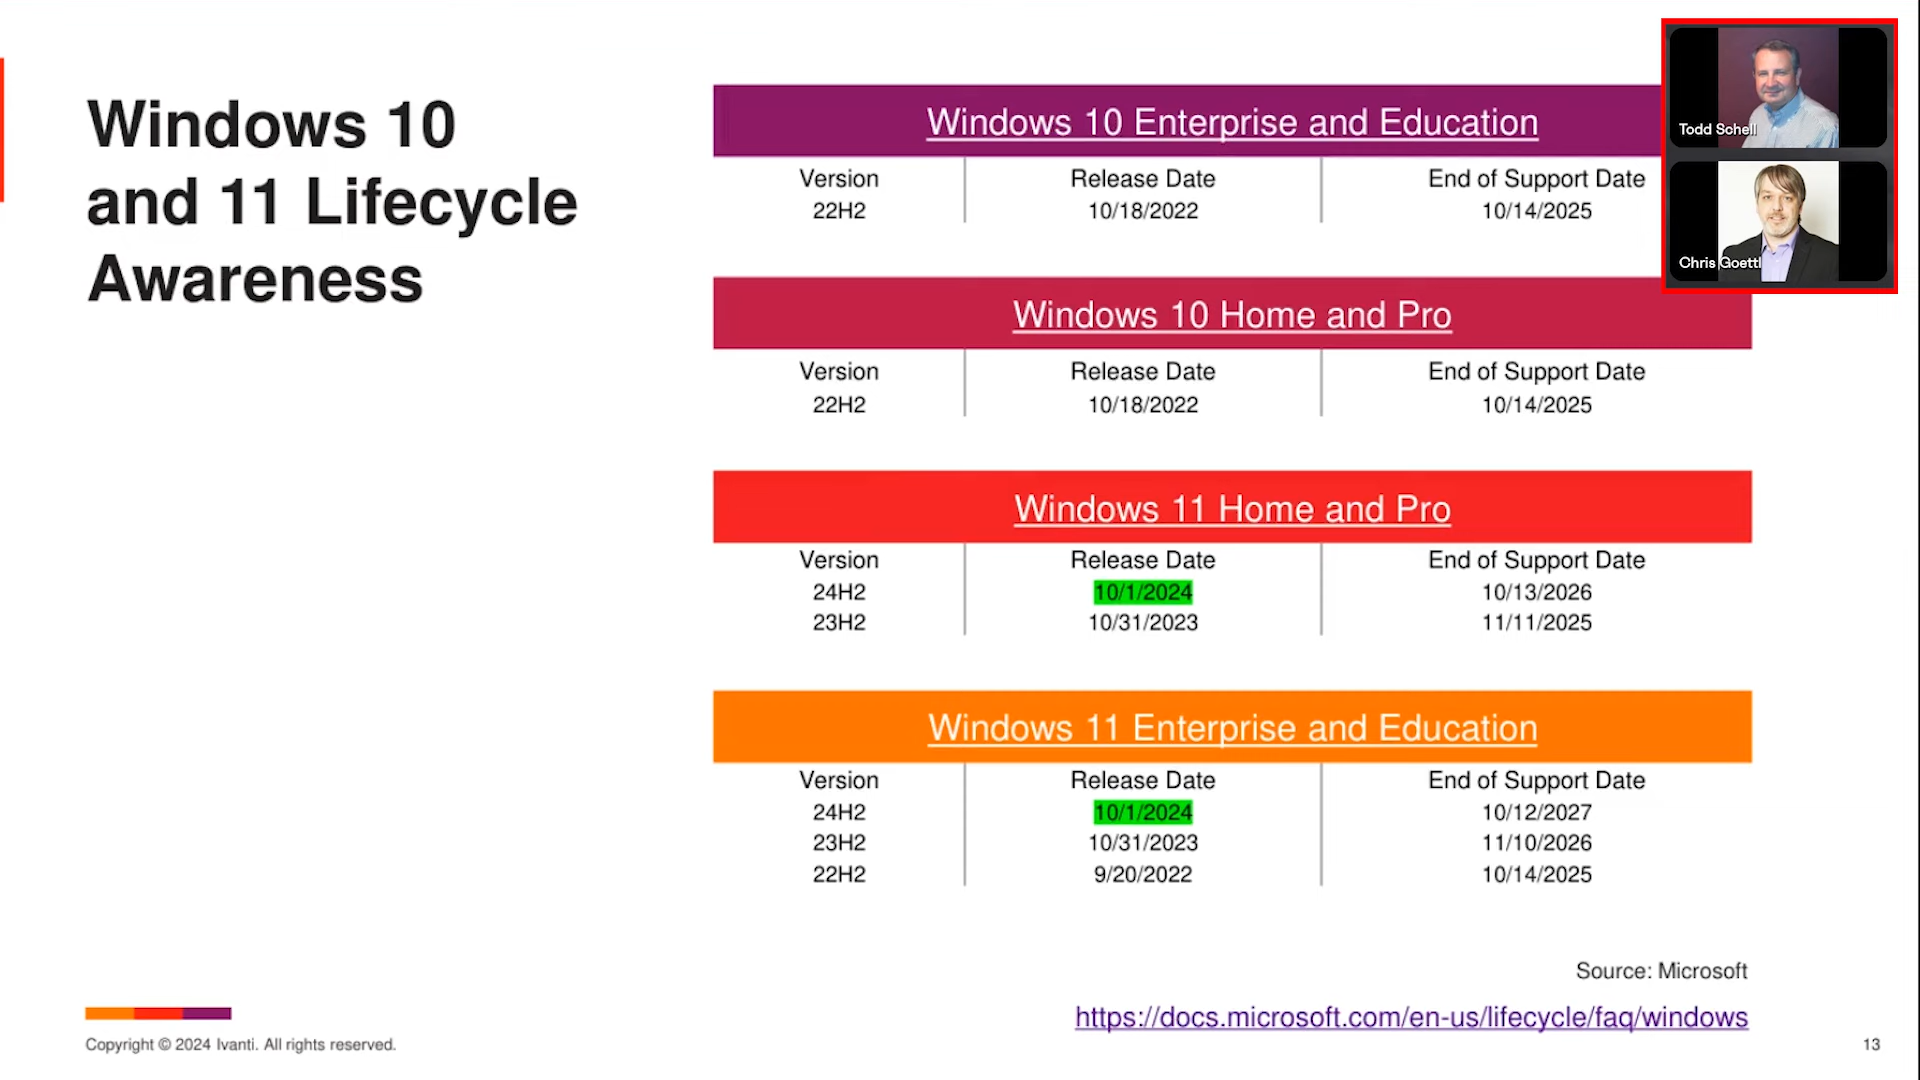 Windows 10
and 11 Lifecycle
Awareness
Windows 10 Enterprise and Education
Version Release Date End of Support Date
22H2 10/18/2022 10/14/2025
Windows 10 Home and Pro
Version Release Date End of Support Date
22H2 10/18/2022 10/14/2025
Windows 11 Home and Pro
Version Release Date End of Support Date
24H2 10/1/2024 10/13/2026
23H2 10/31/2023 11/11/2025
Windows 11 Enterprise and Education
Version Release Date End of Support Date
24H2 10/1/2024 10/12/2027
23H2 10/31/2023 11/10/2026
22H2 9/20/2022 10/14/2025
Source: Microsoft
https://docs.microsoft.com/en-us/lifecycle/faq/windows
Copyright © 2024 Ivanti. All rights reserved.
13
Todd Schell
Chris Goettl